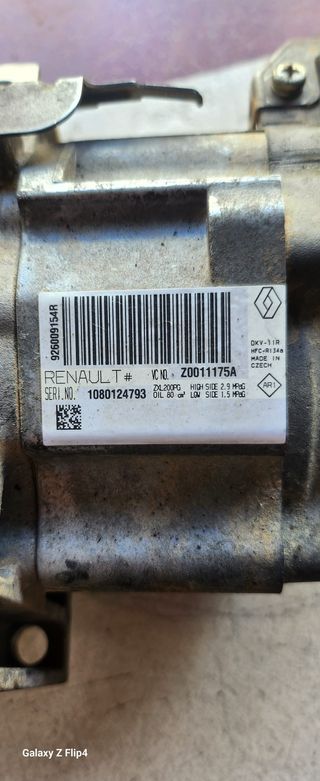 926009154R
RENAULT# VC NO. Z0011175A
SERI.NO. 1080124793
ZXL200PG HIGH SIDE 2.9 MPaG
OIL 80 cm³ LOW SIDE 1.5 MPaG
DKV-11R
HFC-R134a
MADE IN
CZECH
AR1
Galaxy Z Flip4